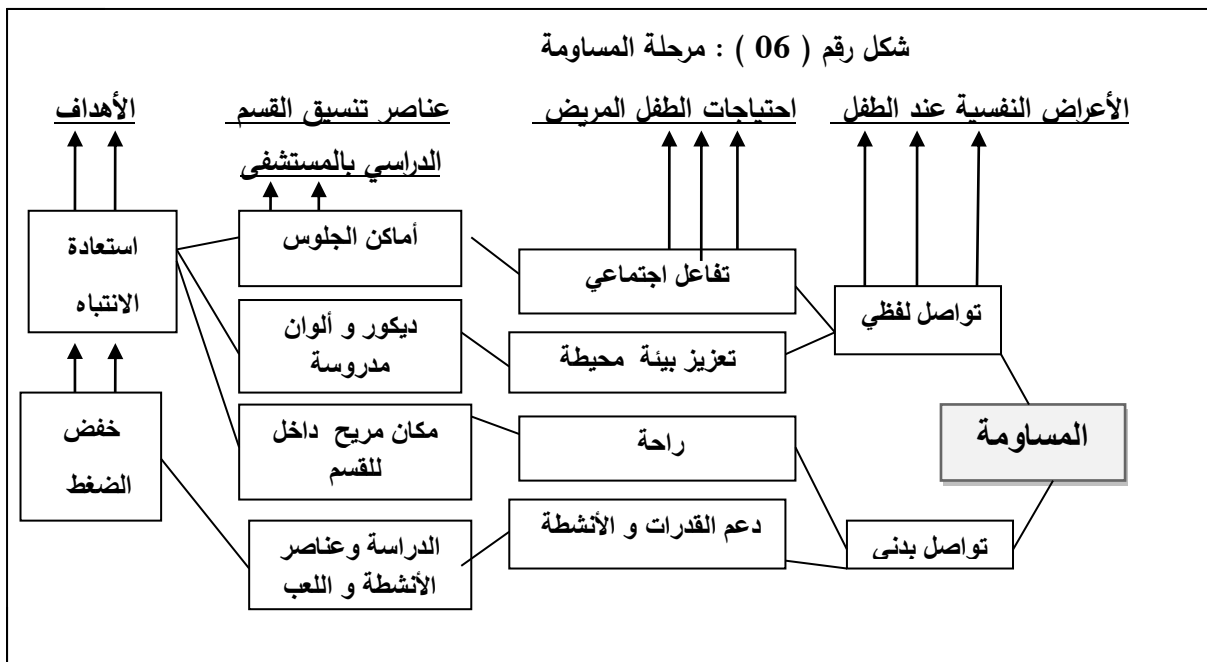 شكل رقم ( 06 ) : مرحلة المساومة
الأعراض النفسية عند الطفل
احتياجات الطفل المريض
عناصر تنسيق القسم
الدراسي بالمستشفى
الأهداف
المساومة
تواصل لفظي
تواصل بدني
تفاعل اجتماعي
تعزيز بيئة محيطة
راحة
دعم القدرات و الأنشطة
أماكن الجلوس
ديكور و ألوان
مدروسة
مكان مريح داخل
للقسم
الدراسة وعناصر
الأنشطة و اللعب
استعادة
الانتباه
خفض
الضغط